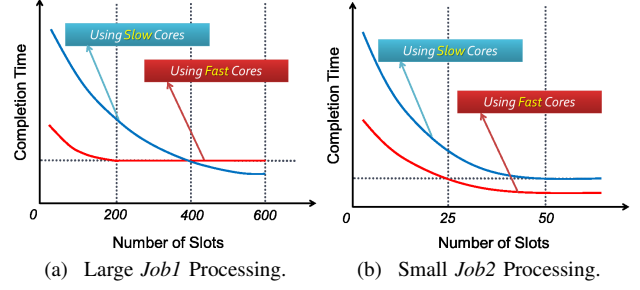 Completion Time
Using Slow Cores
Using Fast Cores
0
200
400
600
Number of Slots
(a) Large Job1 Processing.
Completion Time
Using Slow Cores
Using Fast Cores
0
25
50
Number of Slots
(b) Small Job2 Processing.